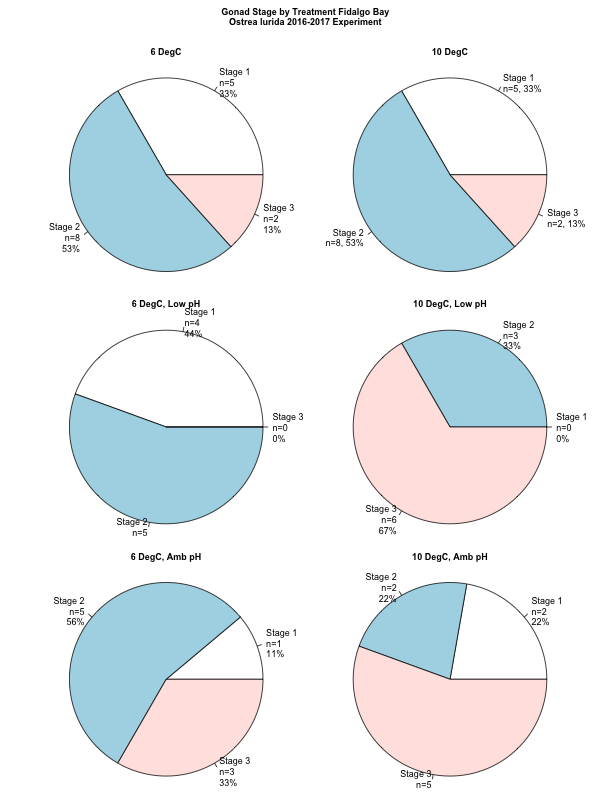 Gonad Stage by Treatment Fidalgo Bay
Ostrea lurida 2016-2017 Experiment
6 DegC
Stage 1
n=5
33%
Stage 2
n=8
53%
Stage 3
n=2
13%
10 DegC
Stage 1
n=5, 33%
Stage 2
n=8, 53%
Stage 3
n=2, 13%
6 DegC, Low pH
Stage 1
n=4
44%
Stage 3
n=0
0%
Stage 2
n=5
10 DegC, Low pH
Stage 2
n=3
33%
Stage 1
n=0
0%
Stage 3
n=6
67%
6 DegC, Amb pH
Stage 2
n=5
56%
Stage 1
n=1
11%
Stage 3
n=3
33%
10 DegC, Amb pH
Stage 2
n=2
22%
Stage 1
n=2
22%
Stage 3
n=5